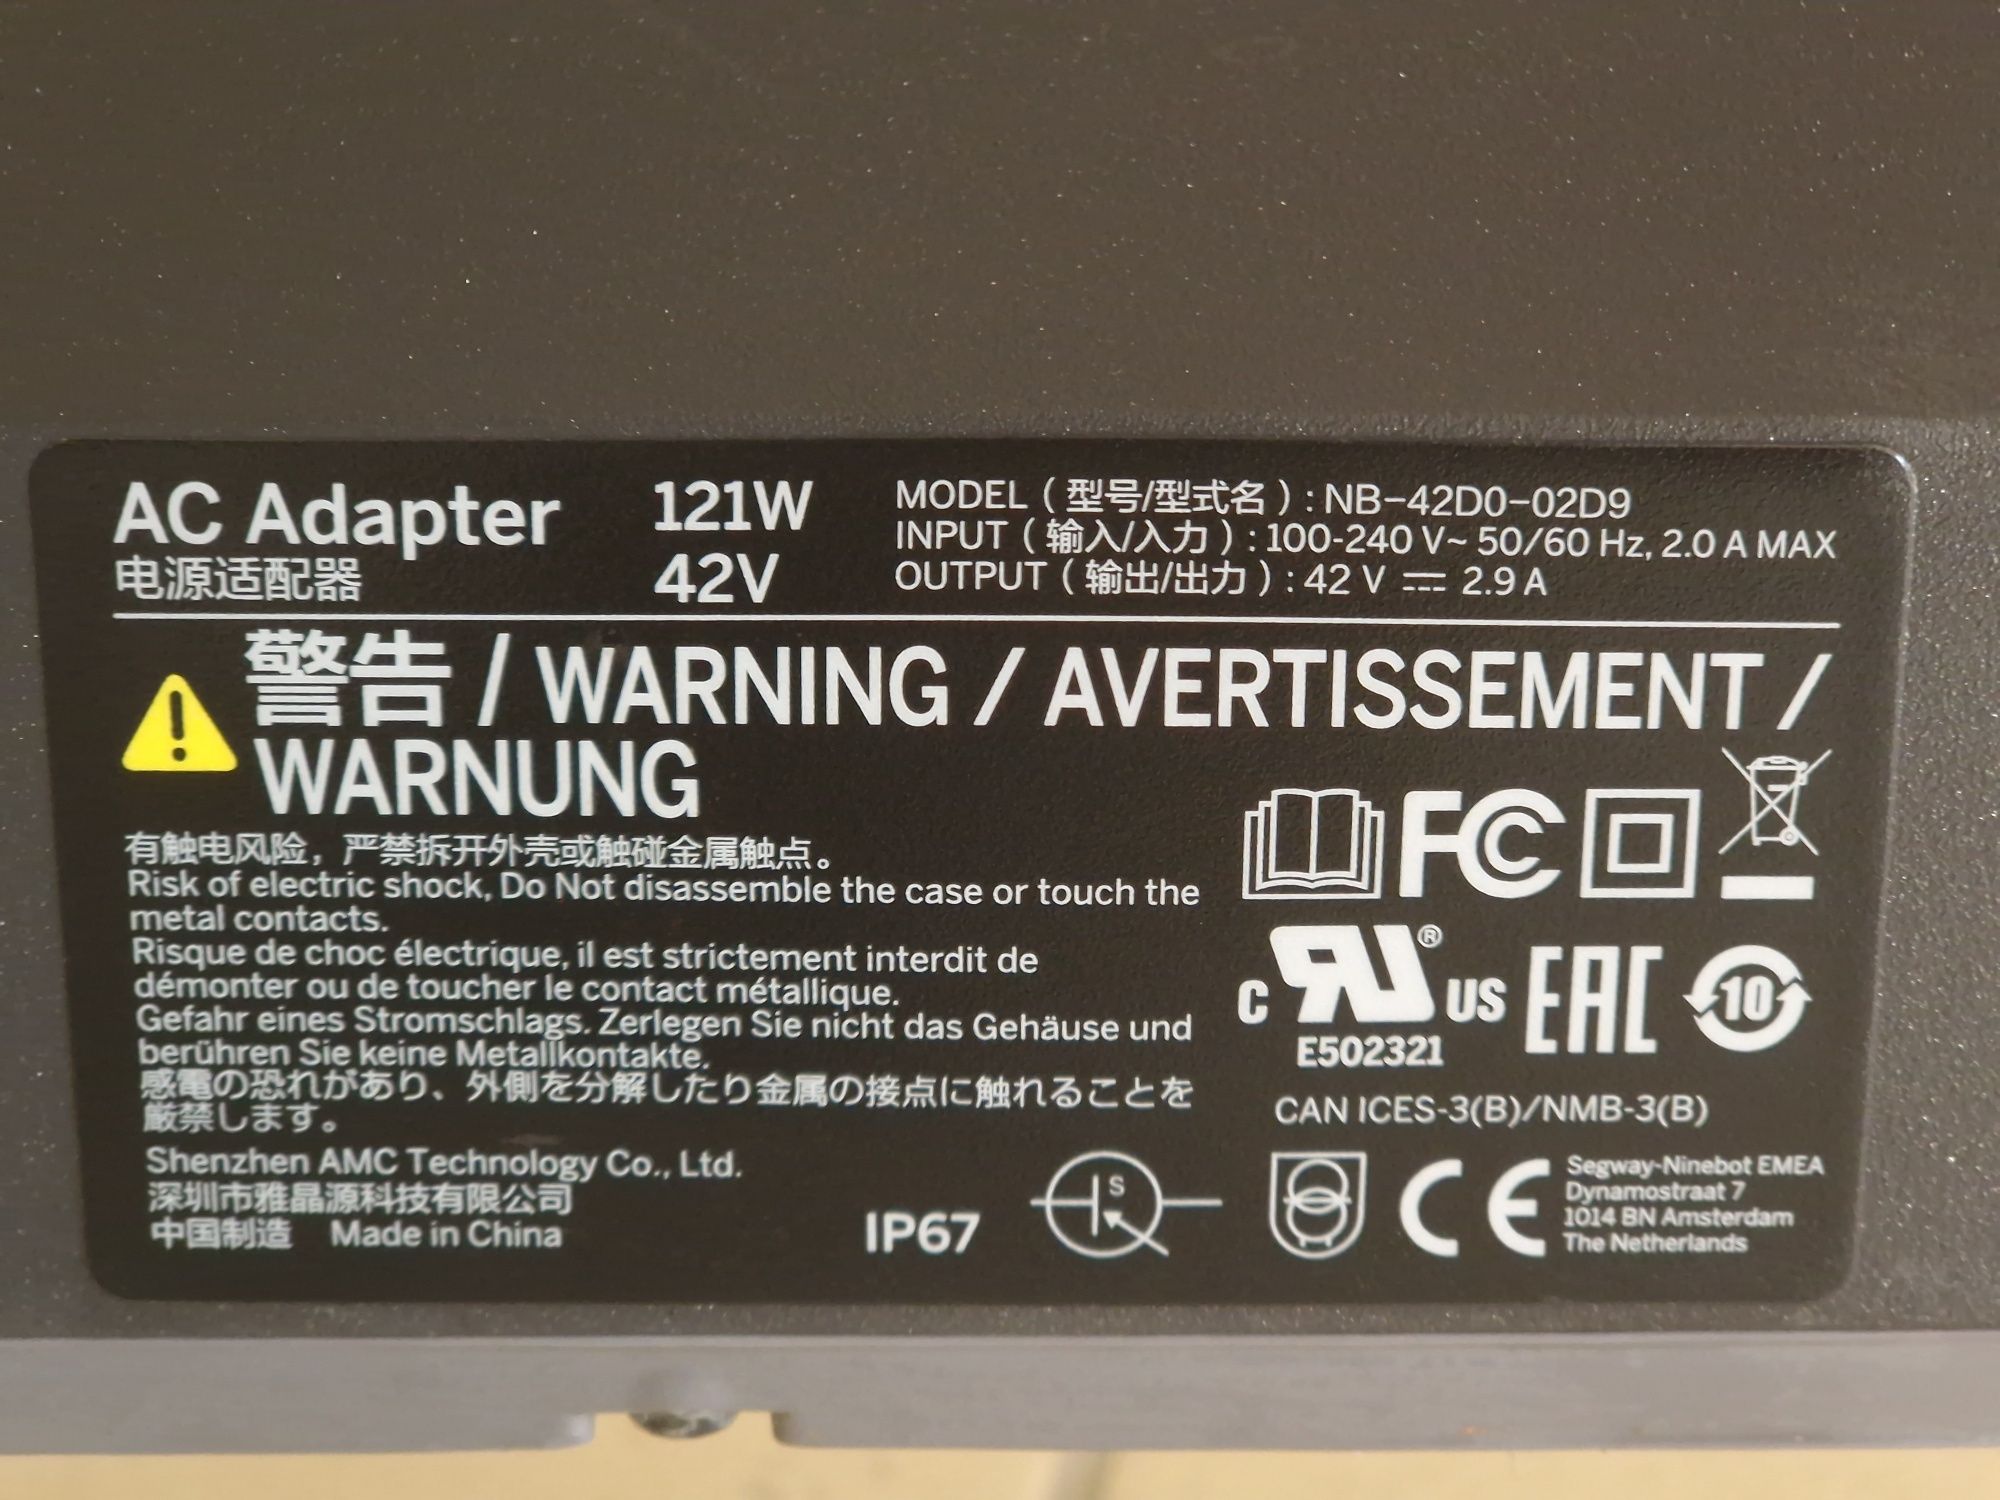 AC Adapter
电源适配器
121W
42V
MODEL ( 型号/型式名 ) : NB-42D0-02D9
INPUT ( 输入/入力 ) : 100-240 V~ 50/60 Hz, 2.0 A MAX
OUTPUT ( 输出/出力 ) : 42 V ⎓ 2.9 A
警告 / WARNING / AVERTISSEMENT /
WARNUNG
有触电风险，严禁拆开外壳或触碰金属触点。
Risk of electric shock, Do Not disassemble the case or touch the
metal contacts.
Risque de choc électrique, il est strictement interdit de
démonter ou de toucher le contact métallique.
Gefahr eines Stromschlags. Zerlegen Sie nicht das Gehäuse und
berühren Sie keine Metallkontakte.
感電の恐れがあり、外側を分解したり金属の接点に触れることを
厳禁します。
Shenzhen AMC Technology Co., Ltd.
深圳市雅晶源科技有限公司
中国制造 Made in China
IP67
S
FC
c RU ® US
E502321
EAC
10
CAN ICES-3(B)/NMB-3(B)
CE
Segway-Ninebot EMEA
Dynamostraat 7
1014 BN Amsterdam
The Netherlands